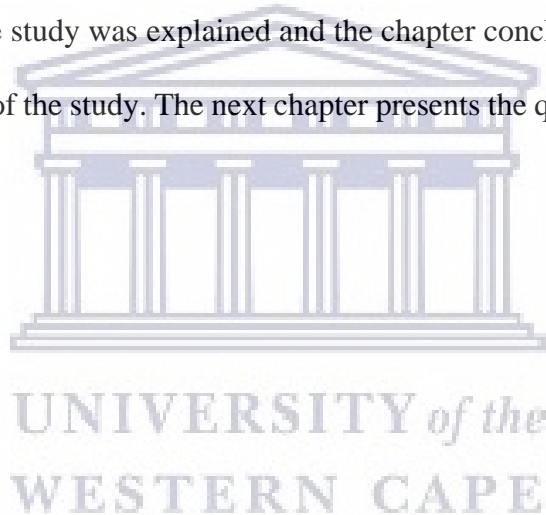 e study was explained and the chapter concl
of the study. The next chapter presents the q
UNIVERSITY of the
WESTERN CAPE